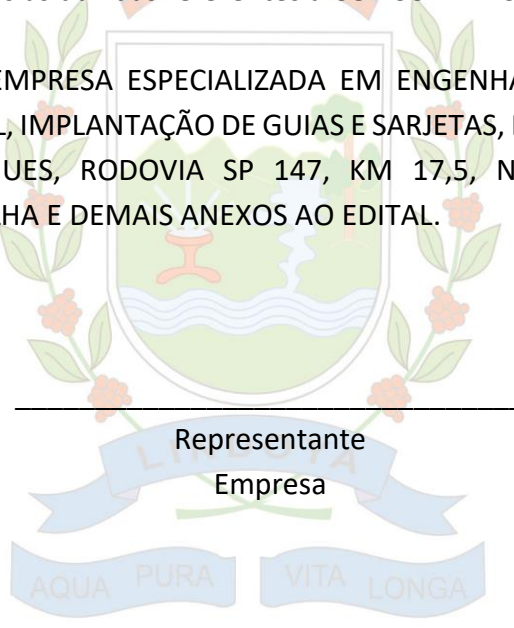 EMPRESA ESPECIALIZADA EM ENGENHA
, IMPLANTAÇÃO DE GUIAS E SARJETAS,
UES, RODOVIA SP 147, KM 17,5, N
HA E DEMAIS ANEXOS AO EDITAL.
Representante
Empresa
LINDOYA
AQUA PURA VITA LONGA